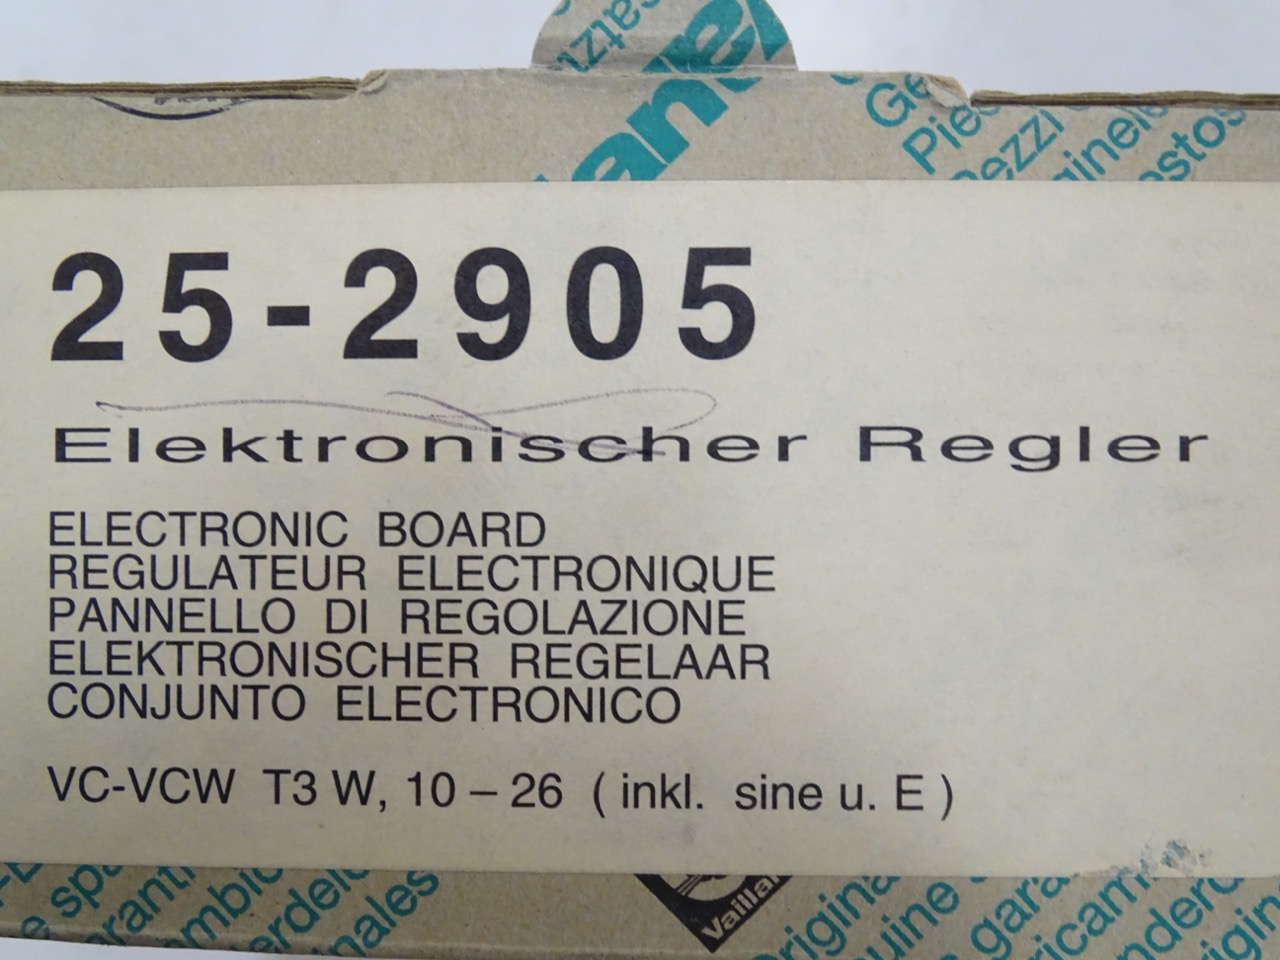 25-2905
Elektronischer Regler
ELECTRONIC BOARD
REGULATEUR ELECTRONIQUE
PANNELLO DI REGOLAZIONE
ELEKTRONISCHER REGELAAR
CONJUNTO ELECTRONICO
VC-VCW T3 W, 10 – 26 ( inkl. sine u. E )
Vaillan